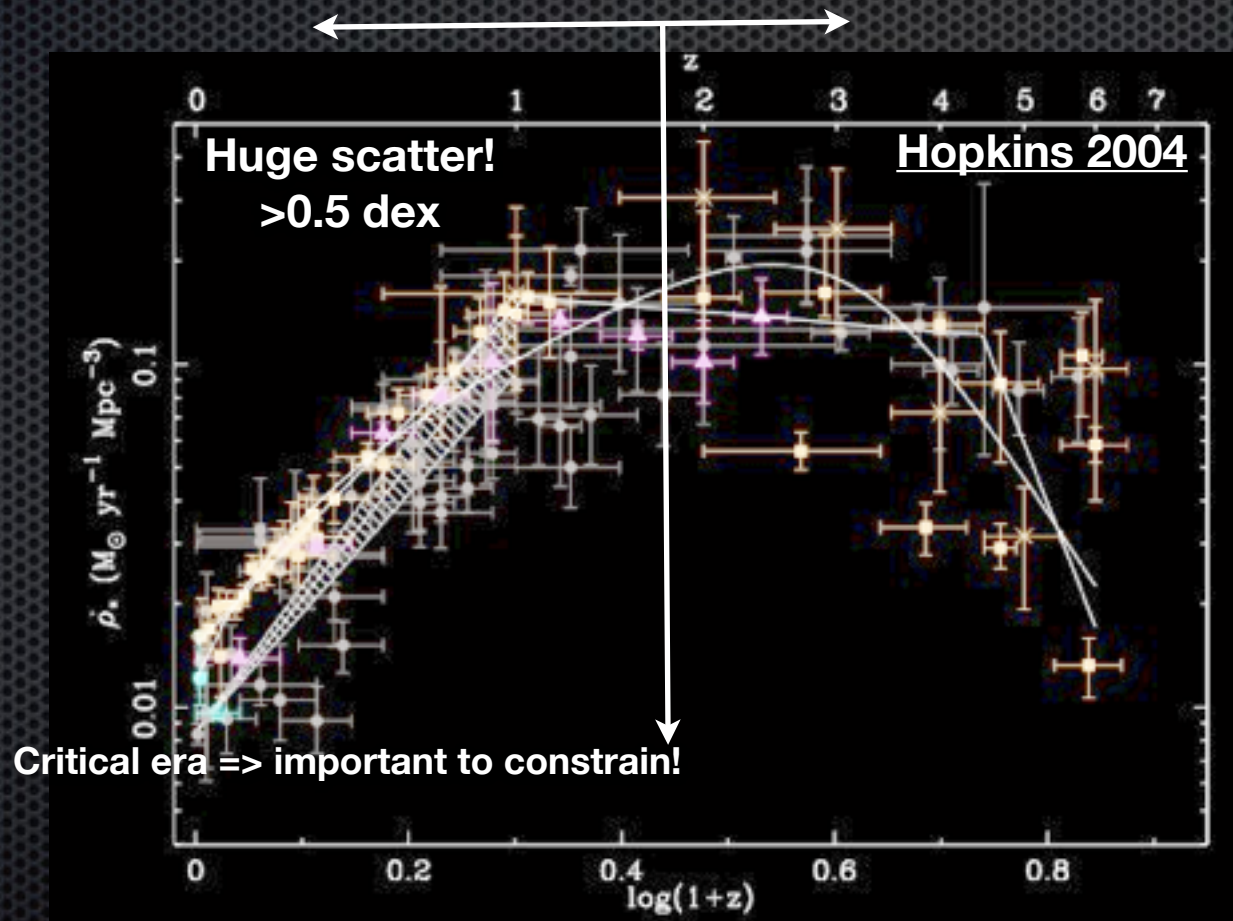 z
0 1 2 3 4 5 6 7
Huge scatter!
>0.5 dex
Hopkins 2004
ρ̇* (M⊙ yr−1 Mpc−3)
0.1
0.01
Critical era => important to constrain!
0 0.2 0.4 0.6 0.8
log(1+z)